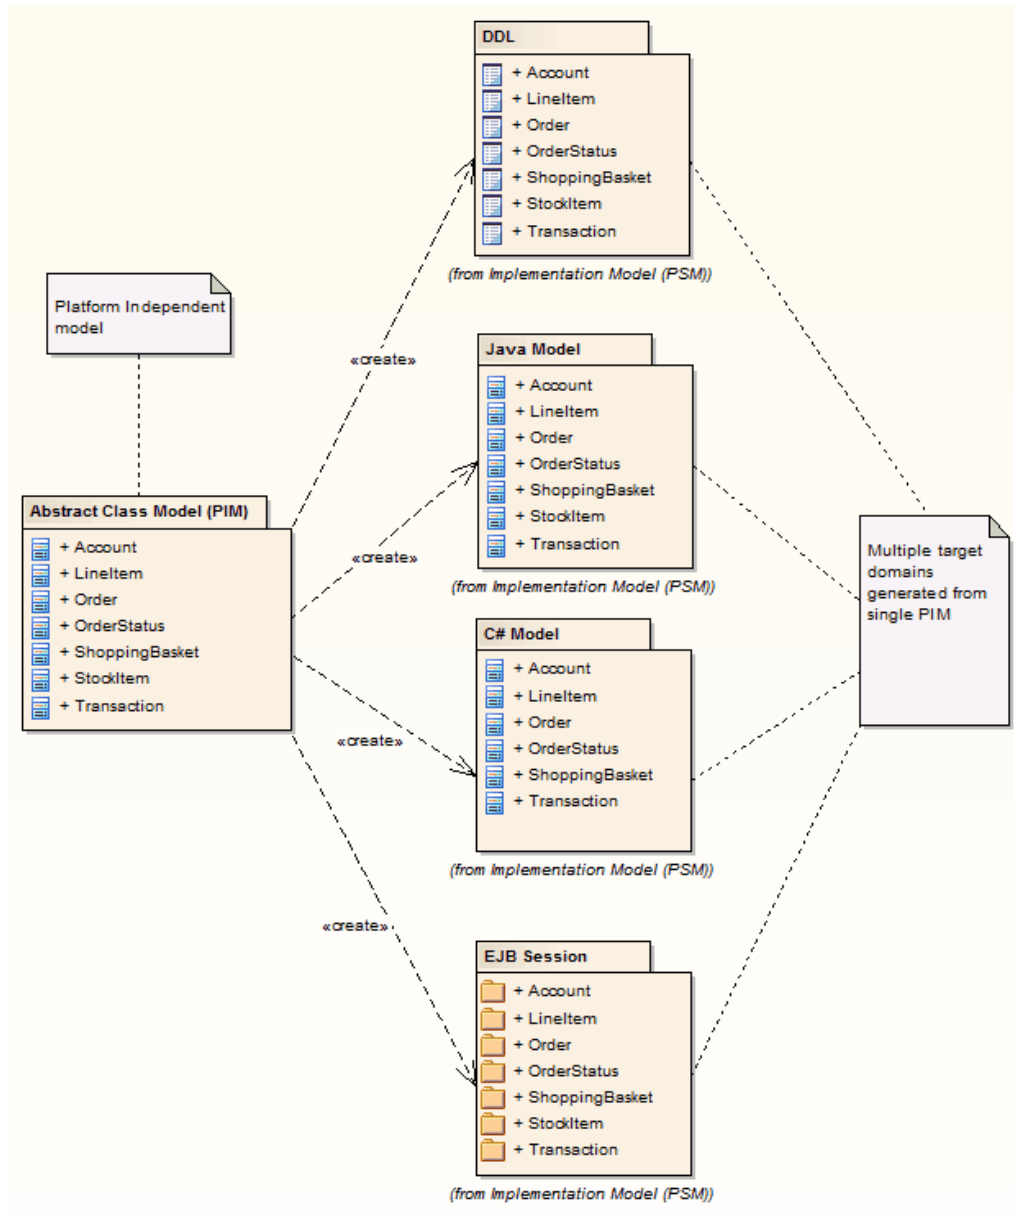 DDL
+ Account
+ LineItem
+ Order
+ OrderStatus
+ ShoppingBasket
+ StockItem
+ Transaction
(from Implementation Model (PSM))
Platform Independent
model
«create»
Java Model
+ Account
+ LineItem
+ Order
+ OrderStatus
+ ShoppingBasket
+ StockItem
+ Transaction
(from Implementation Model (PSM))
«create»
Abstract Class Model (PIM)
+ Account
+ LineItem
+ Order
+ OrderStatus
+ ShoppingBasket
+ StockItem
+ Transaction
Multiple target
domains
generated from
single PIM
C# Model
+ Account
+ LineItem
+ Order
+ OrderStatus
+ ShoppingBasket
+ Transaction
(from Implementation Model (PSM))
«create»
«create»
EJB Session
+ Account
+ LineItem
+ Order
+ OrderStatus
+ ShoppingBasket
+ StockItem
+ Transaction
(from Implementation Model (PSM))